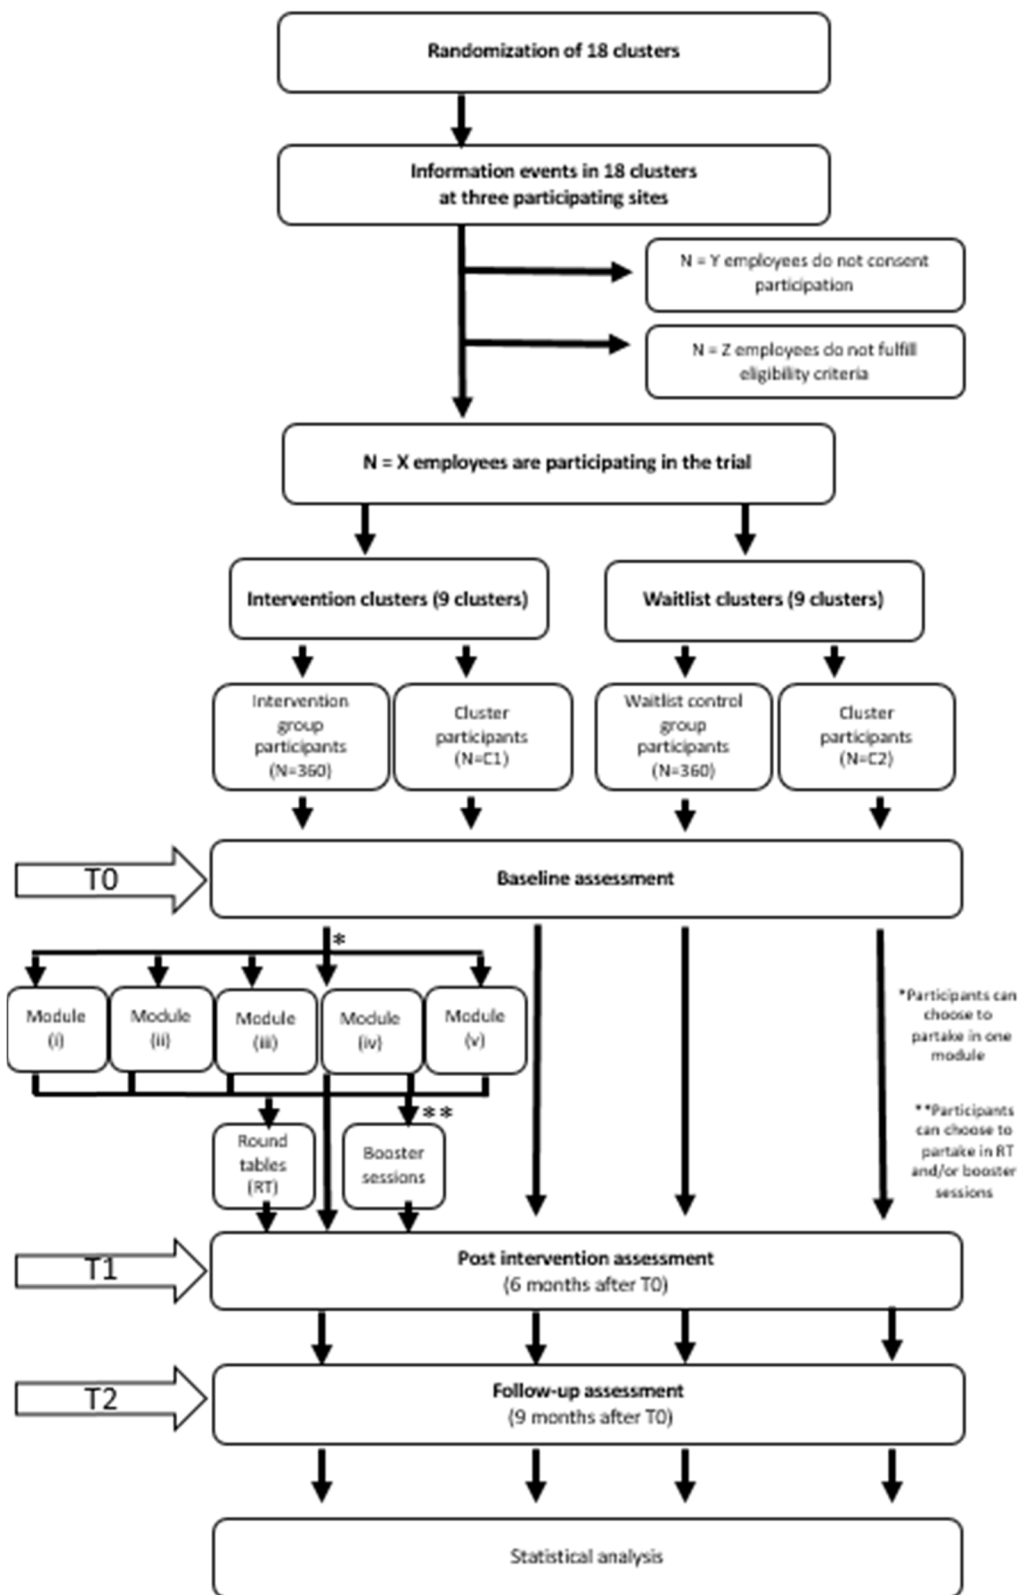 Randomization of 18 clusters
Information events in 18 clusters
at three participating sites
N = Y employees do not consent
participation
N = Z employees do not fulfill
eligibility criteria
N = X employees are participating in the trial
Intervention clusters (9 clusters)
Waitlist clusters (9 clusters)
Intervention
group
participants
(N=360)
Cluster
participants
(N=C1)
Waitlist control
group
participants
(N=360)
Cluster
participants
(N=C2)
T0
Baseline assessment
*
Module
(i)
Module
(ii)
Module
(iii)
Module
(iv)
Module
(v)
*Participants can
choose to
partake in one
module
**
Round
tables
(RT)
Booster
sessions
**Participants
can choose to
partake in RT
and/or booster
sessions
T1
Post intervention assessment
(6 months after T0)
T2
Follow-up assessment
(9 months after T0)
Statistical analysis